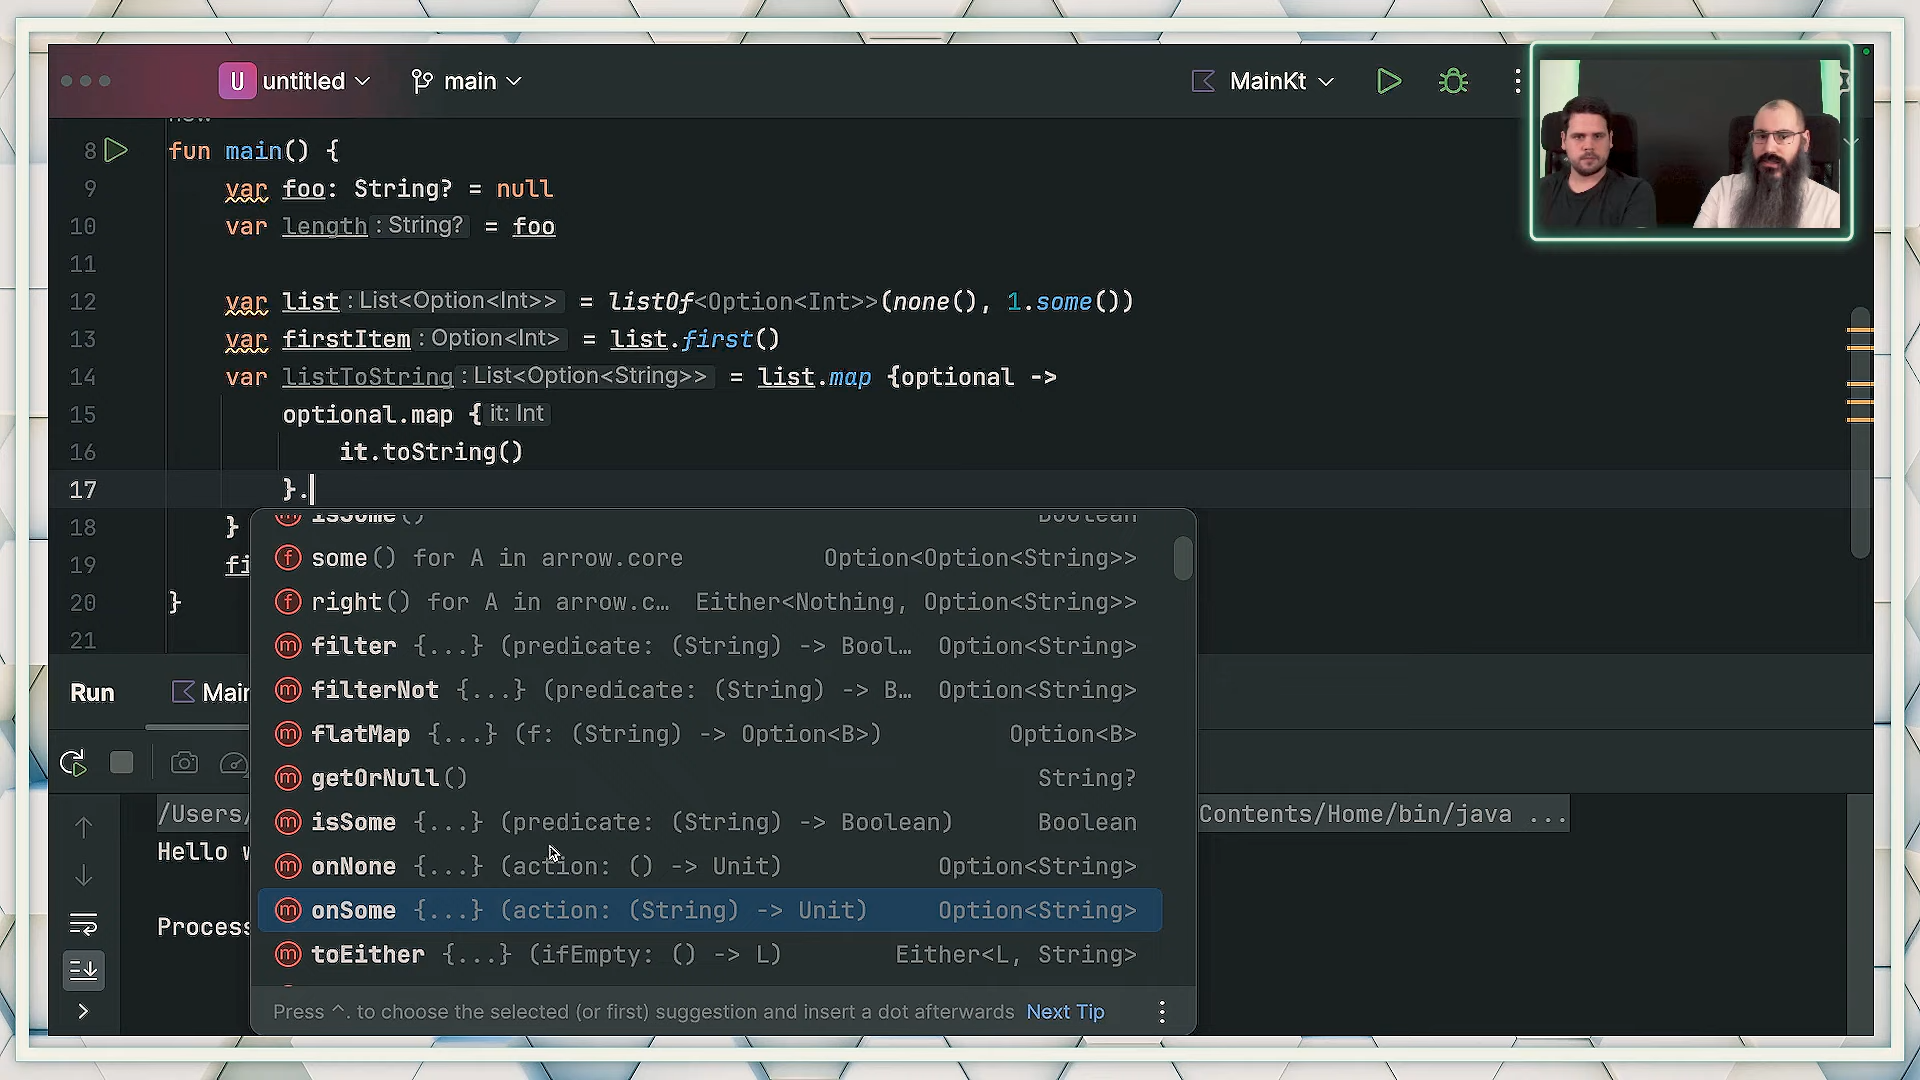 U untitled main MainKt
8 fun main() {
9 var foo: String? = null
10 var length : String? = foo
11
12 var list : List<Option<Int>> = listOf<Option<Int>>(none(), 1.some())
13 var firstItem : Option<Int> = list.first()
14 var listToString : List<Option<String>> = list.map {optional ->
15 optional.map { it: Int
16 it.toString()
17 }.
18 }
19 fi
20 }
21
isSome() Boolean
some() for A in arrow.core Option<Option<String>>
right() for A in arrow.c… Either<Nothing, Option<String>>
filter {...} (predicate: (String) -> Bool… Option<String>
filterNot {...} (predicate: (String) -> B… Option<String>
flatMap {...} (f: (String) -> Option<B>) Option<B>
getOrNull() String?
isSome {...} (predicate: (String) -> Boolean) Boolean
onNone {...} (action: () -> Unit) Option<String>
onSome {...} (action: (String) -> Unit) Option<String>
toEither {...} (ifEmpty: () -> L) Either<L, String>
Press ^. to choose the selected (or first) suggestion and insert a dot afterwards Next Tip
Run Mair
/Users/ Contents/Home/bin/java ...
Hello w
Process